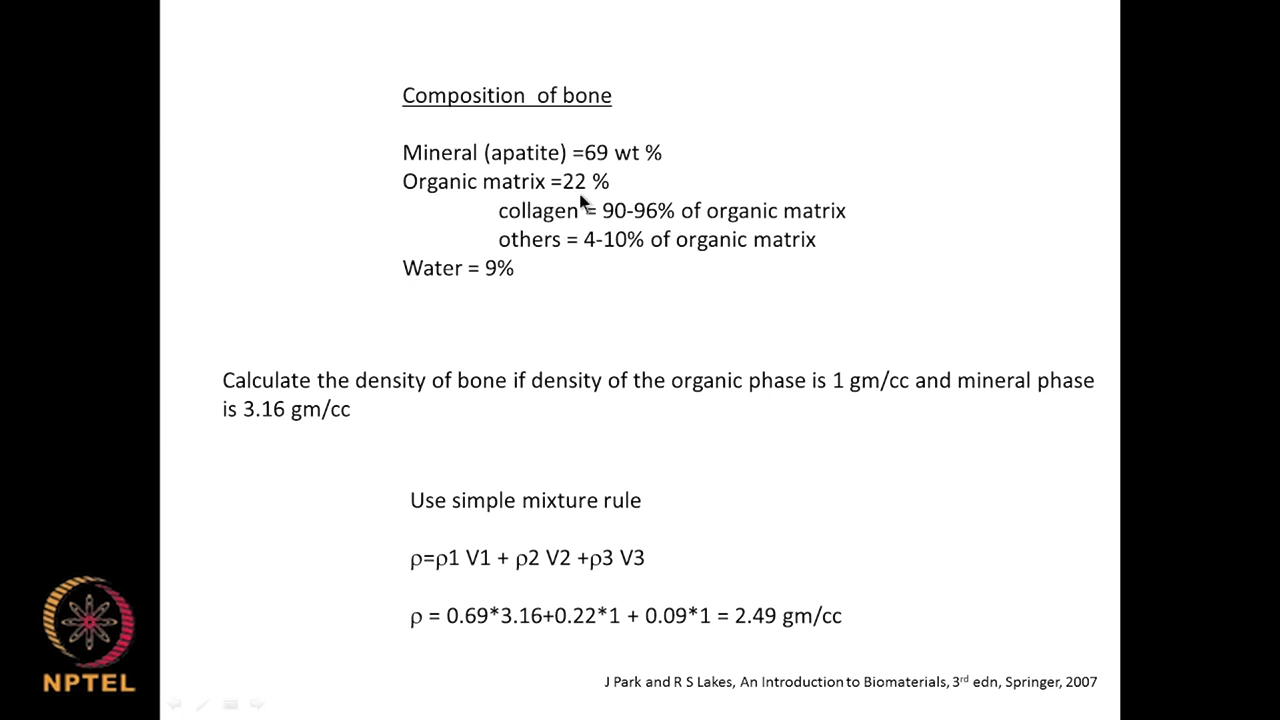 Composition  of bone
Mineral (apatite) =69 wt %
Organic matrix =22 %
collagen = 90-96% of organic matrix
others = 4-10% of organic matrix
Water = 9%
Calculate the density of bone if density of the organic phase is 1 gm/cc and mineral phase
is 3.16 gm/cc
Use simple mixture rule
ρ=ρ1 V1 + ρ2 V2 +ρ3 V3
ρ = 0.69*3.16+0.22*1 + 0.09*1 = 2.49 gm/cc
NPTEL
J Park and R S Lakes, An Introduction to Biomaterials, 3rd edn, Springer, 2007